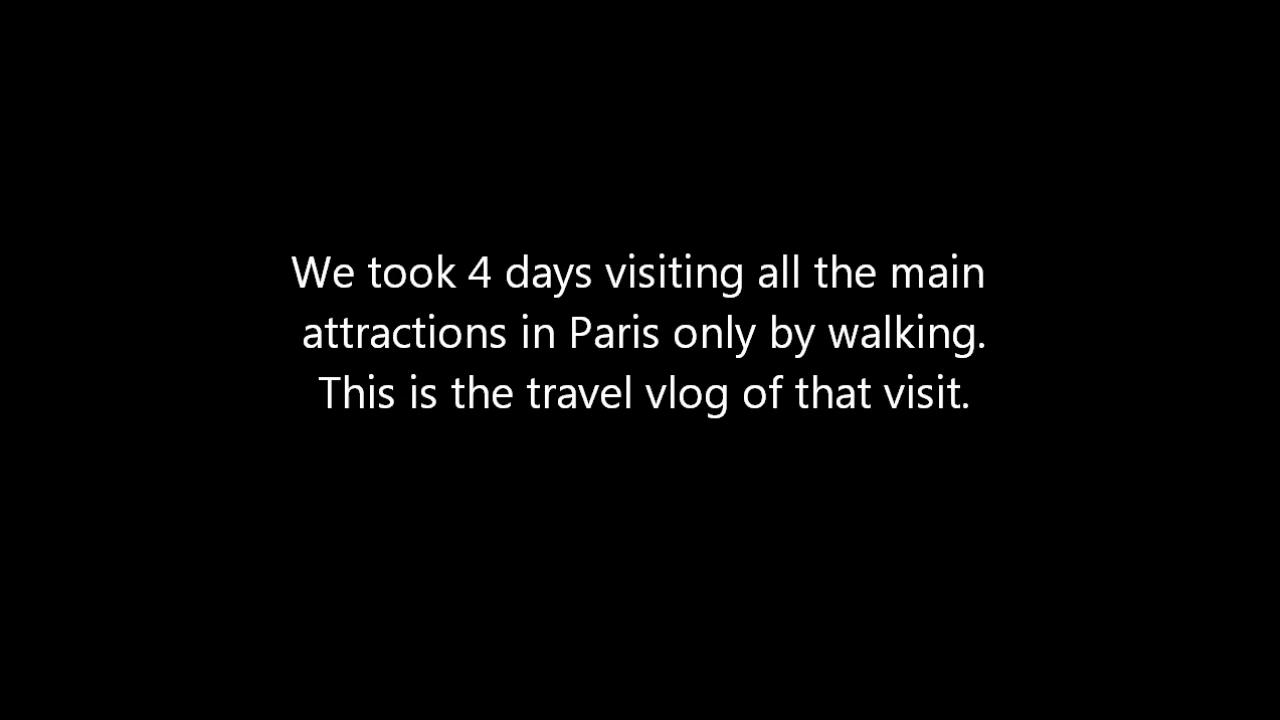 We took 4 days visiting all the main
attractions in Paris only by walking.
This is the travel vlog of that visit.